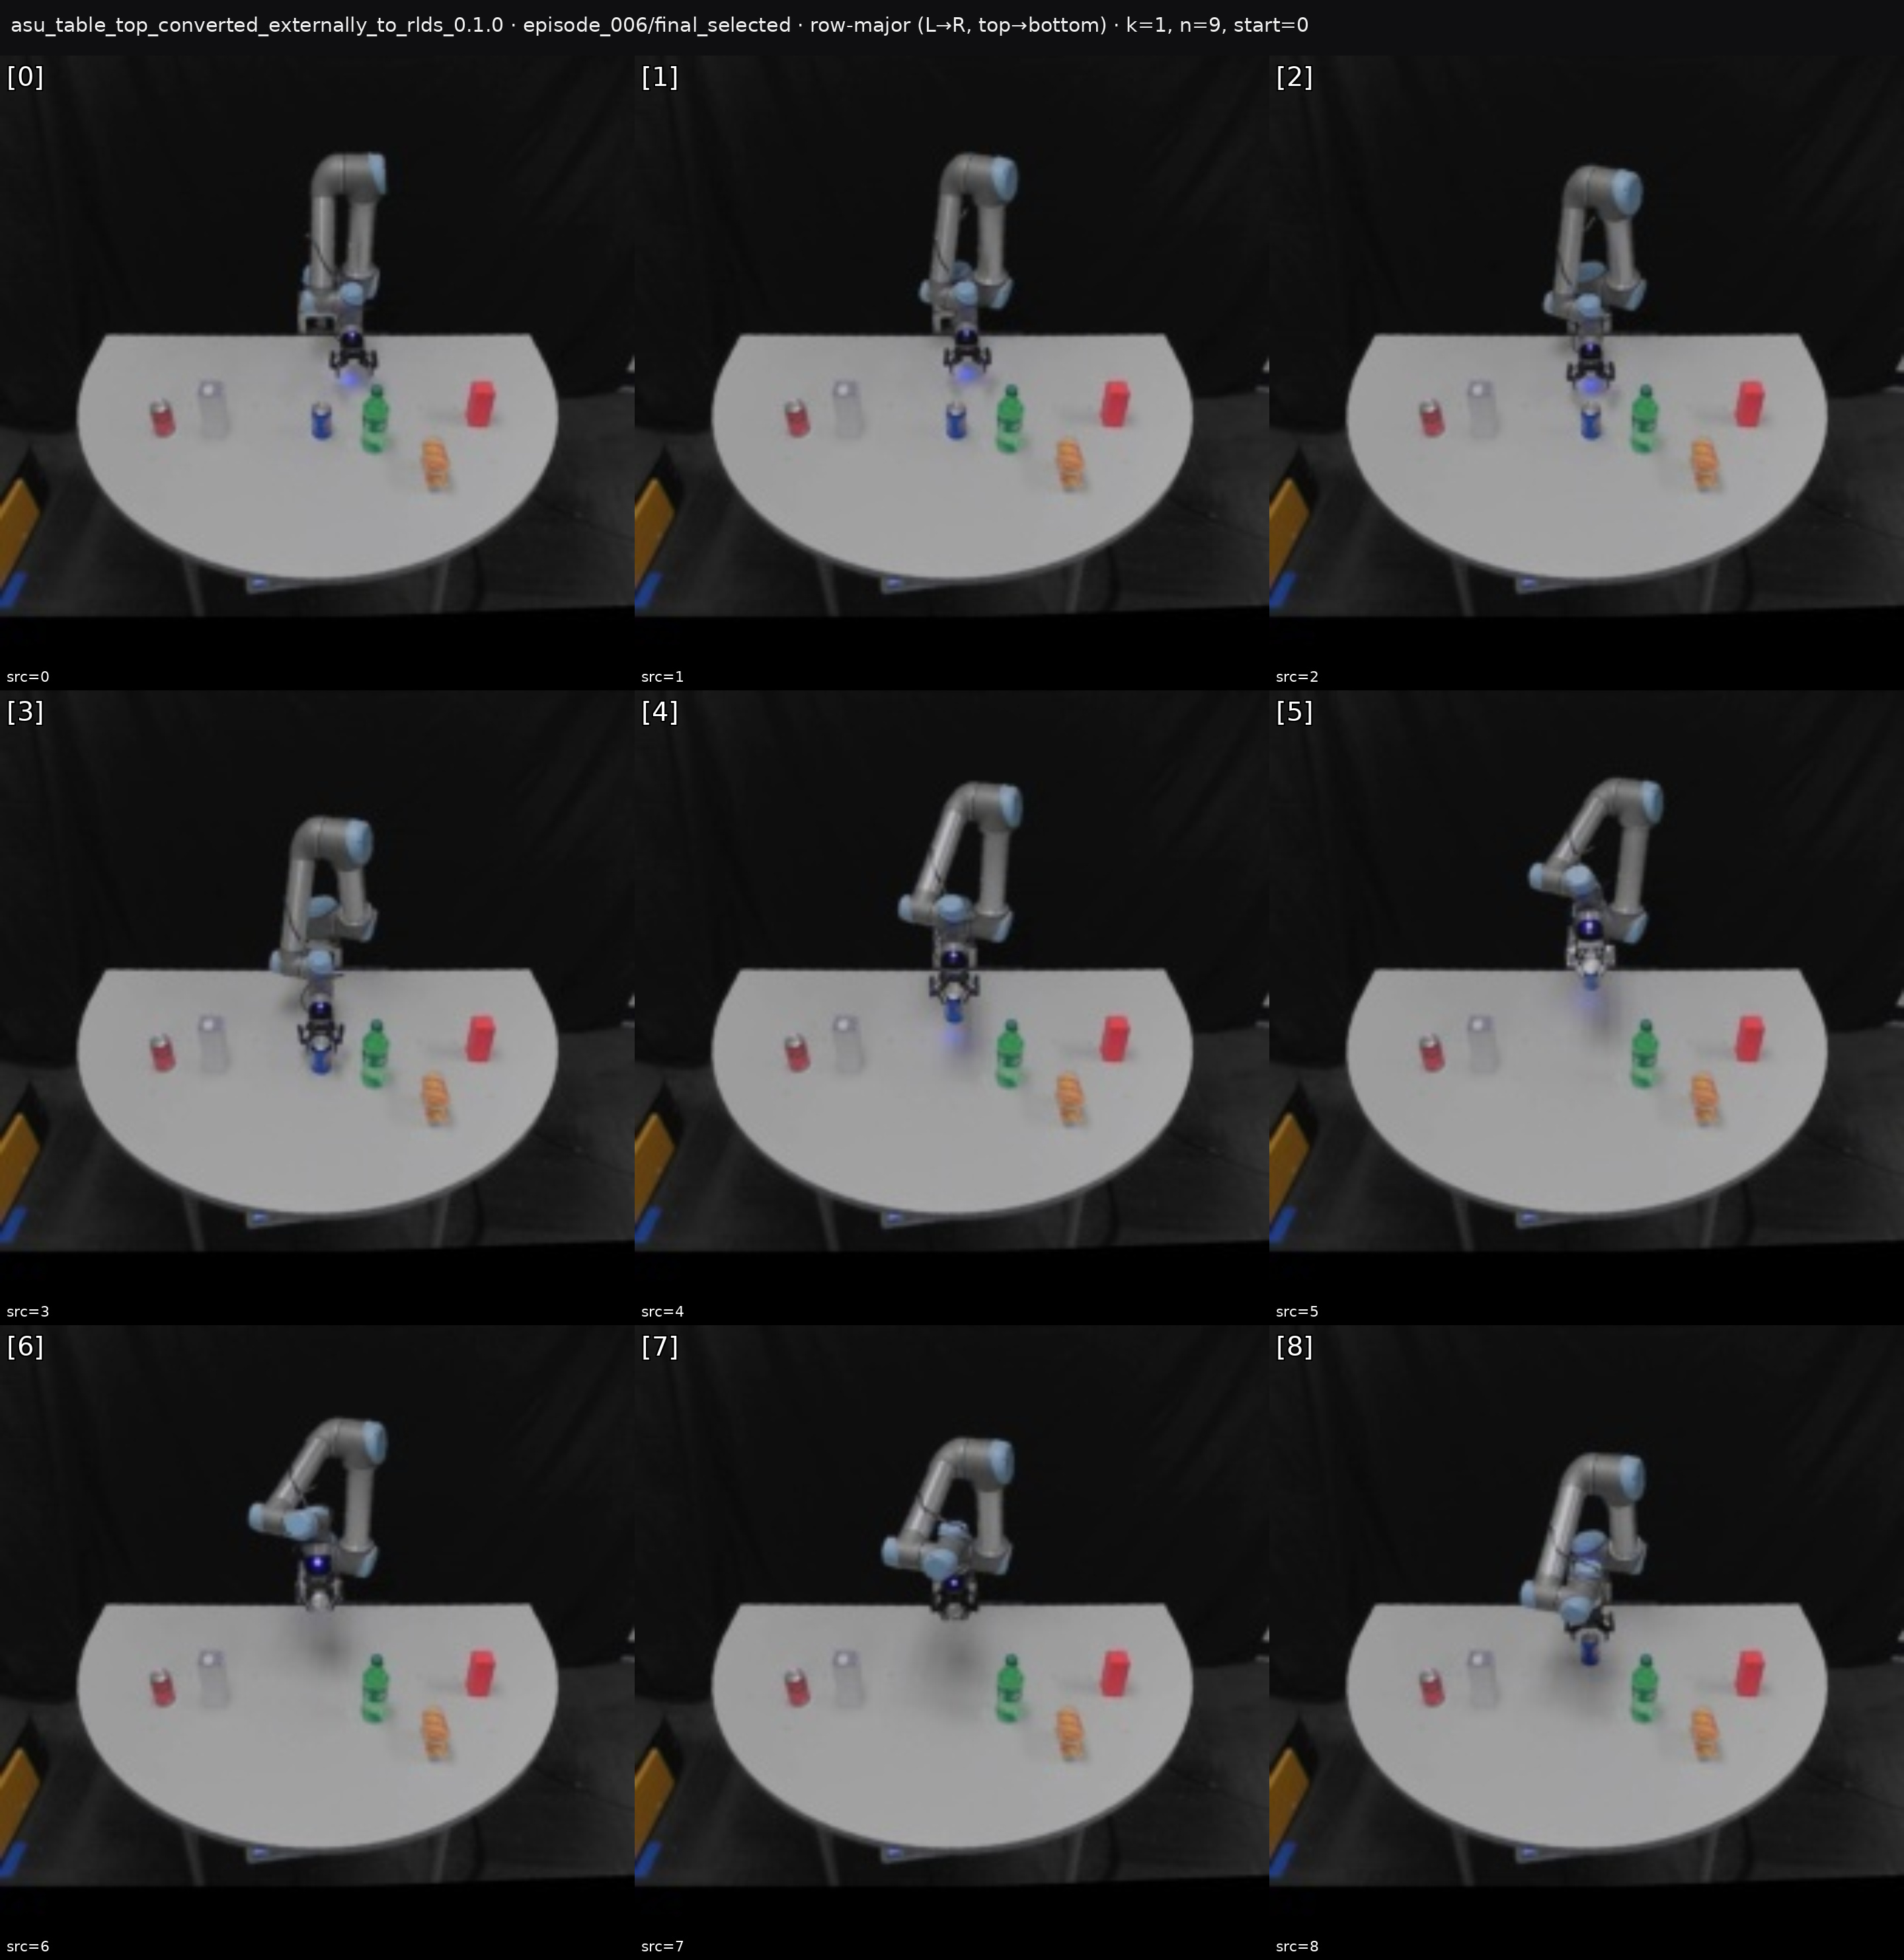 asu_table_top_converted_externally_to_rlds_0.1.0 · episode_006/final_selected · row-major (L→R, top→bottom) · k=1, n=9, start=0
[0]
[1]
[2]
src=0
src=1
src=2
[3]
[4]
[5]
src=3
src=4
src=5
[6]
[7]
[8]
src=6
src=7
src=8